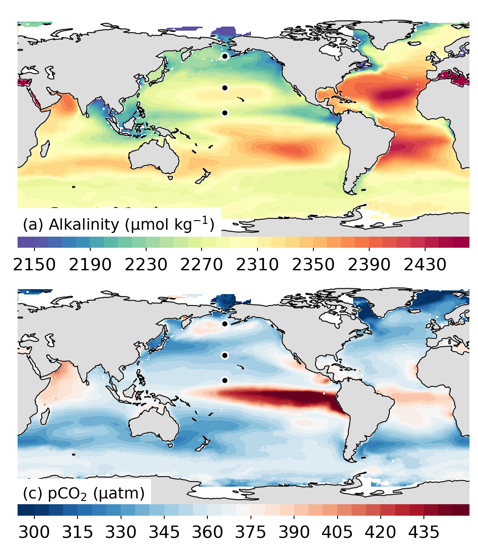 (a) Alkalinity (μmol kg⁻¹)
2150 2190 2230 2270 2310 2350 2390 2430
(c) pCO₂ (μatm)
300 315 330 345 360 375 390 405 420 435